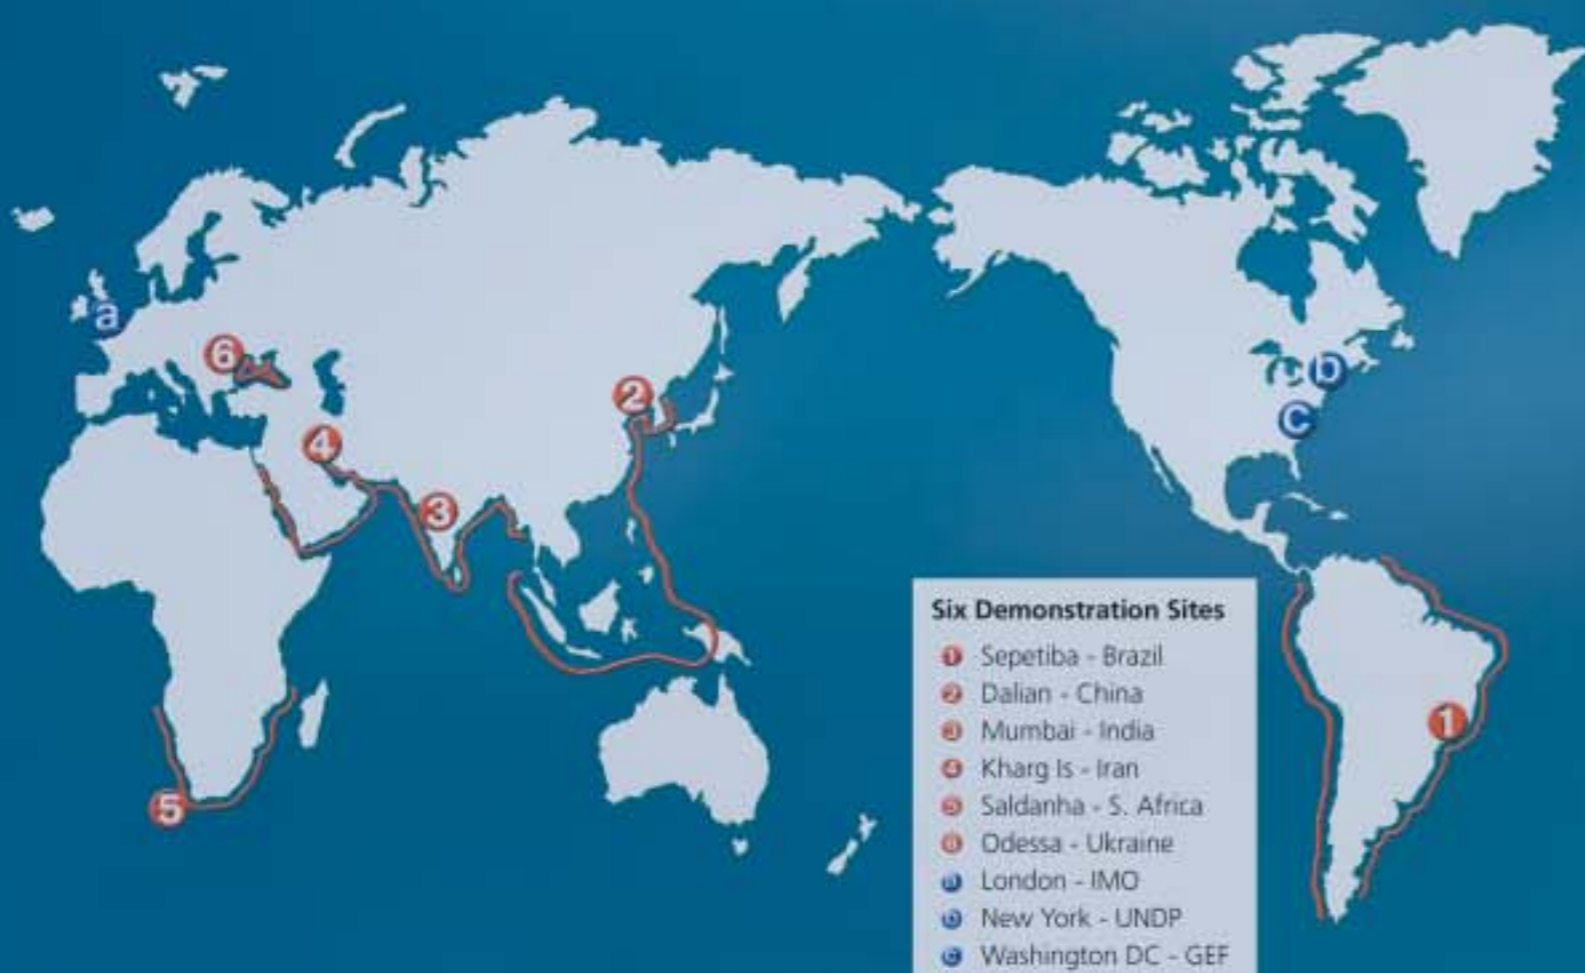 a
6
2
b
4
c
3
Six Demonstration Sites
1 Sepetiba - Brazil
2 Dalian - China
3 Mumbai - India
4 Kharg Is - Iran
5 Saldanha - S. Africa
6 Odessa - Ukraine
a London - IMO
b New York - UNDP
c Washington DC - GEF
1
5